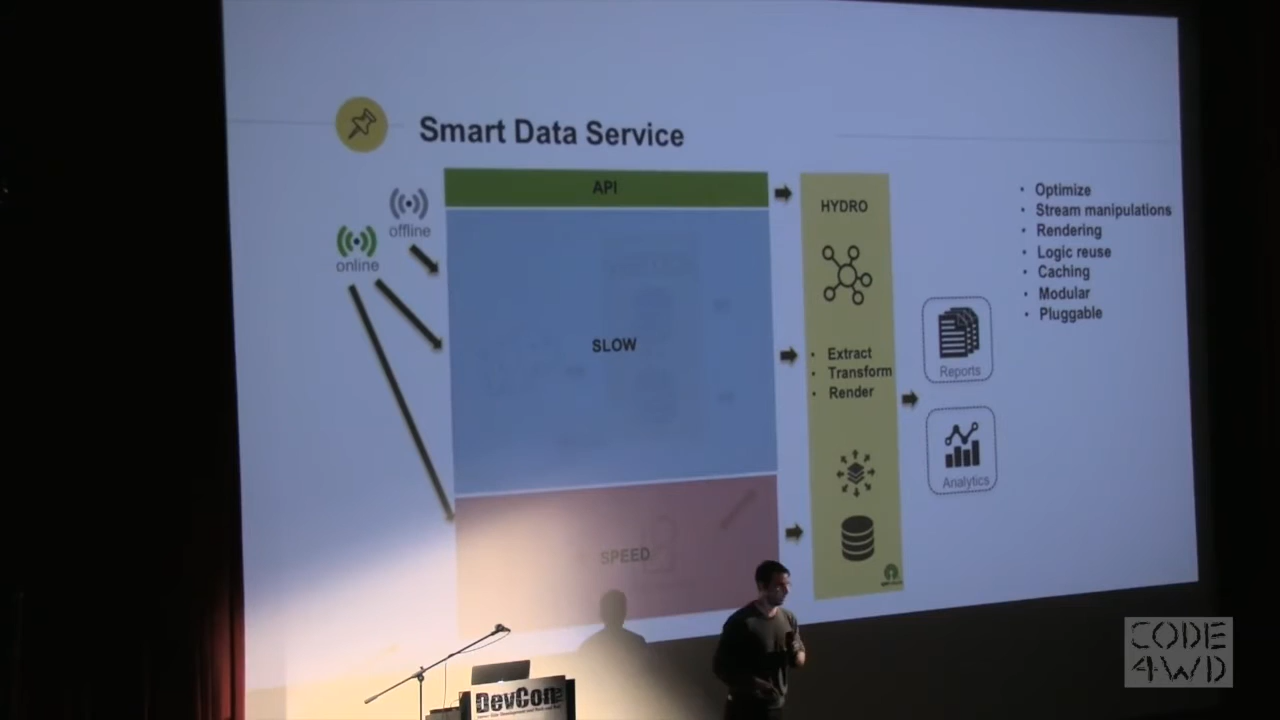 Smart Data Service
offline
online
API
SLOW
SPEED
HYDRO
• Extract
• Transform
• Render
Reports
Analytics
• Optimize
• Stream manipulations
• Rendering
• Logic reuse
• Caching
• Modular
• Pluggable
DevCon
CODE
4WD